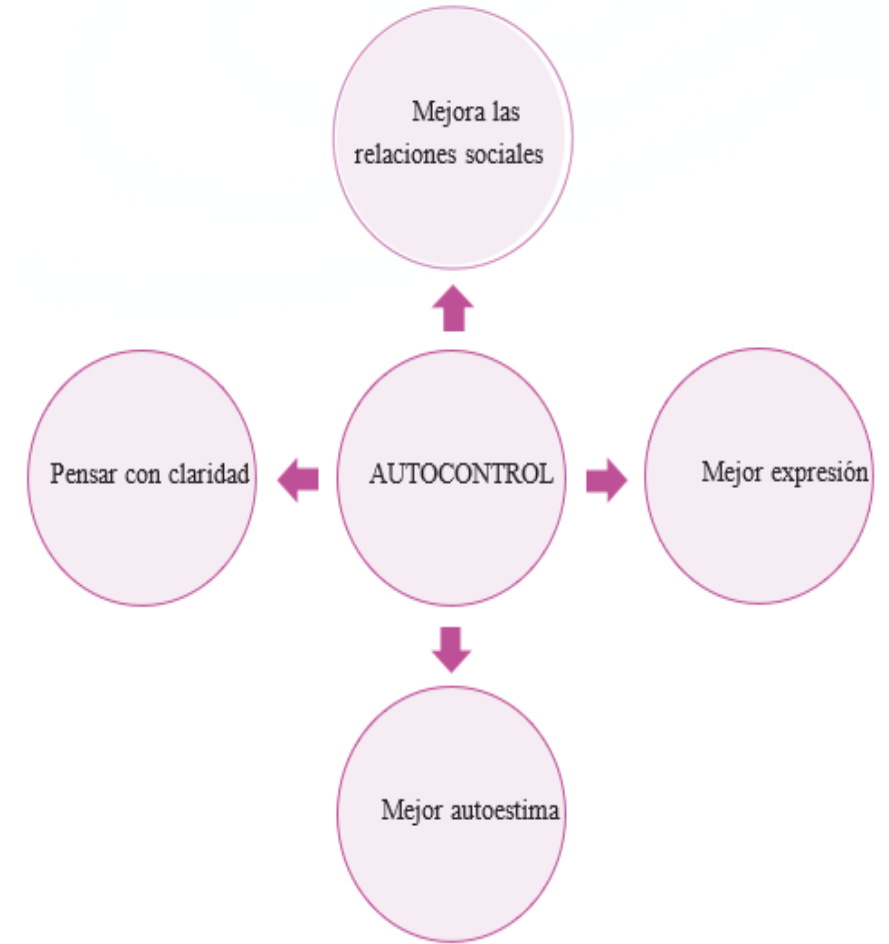 Mejora las
relaciones sociales
Pensar con claridad
AUTOCONTROL
Mejor expresión
Mejor autoestima